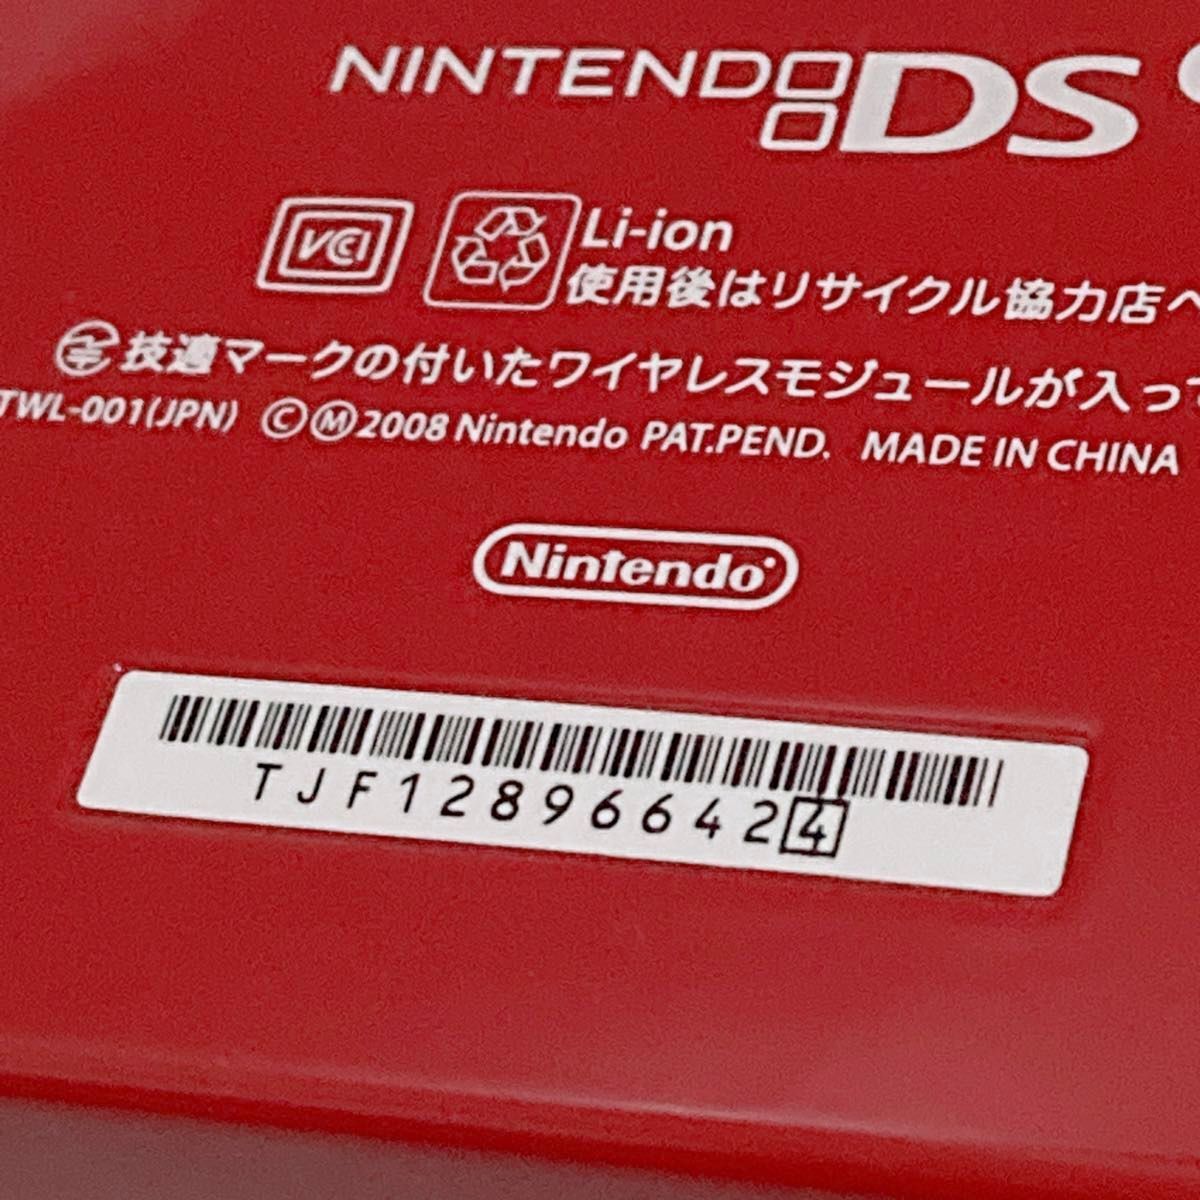 NINTENDO DS
VCCI
Li-ion
使用後はリサイクル協力店へ
技適マークの付いたワイヤレスモジュールが入って
TWL-001(JPN) ©Ⓜ2008 Nintendo PAT.PEND. MADE IN CHINA
Nintendo
TJF128966424